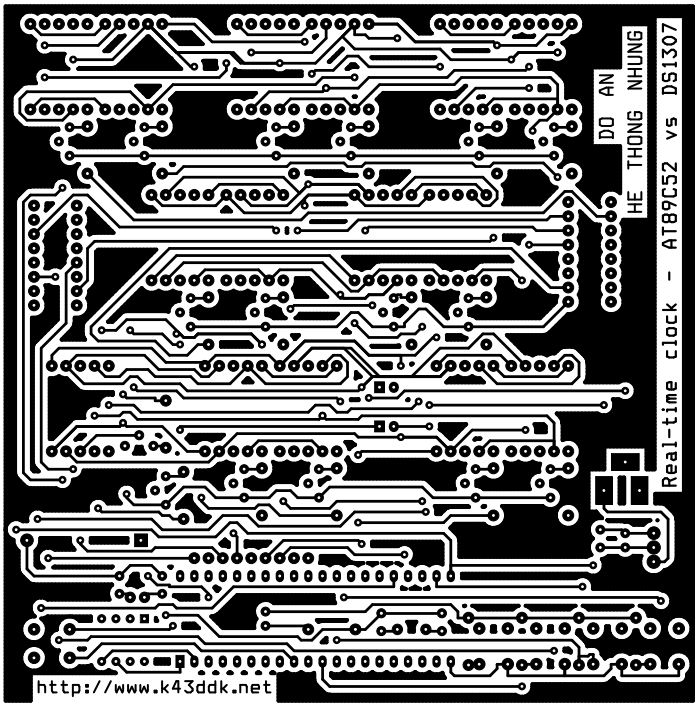 DO AN
HE THONG NHUNG
Real-time clock - AT89C52 vs DS1307
http://www.k43ddk.net